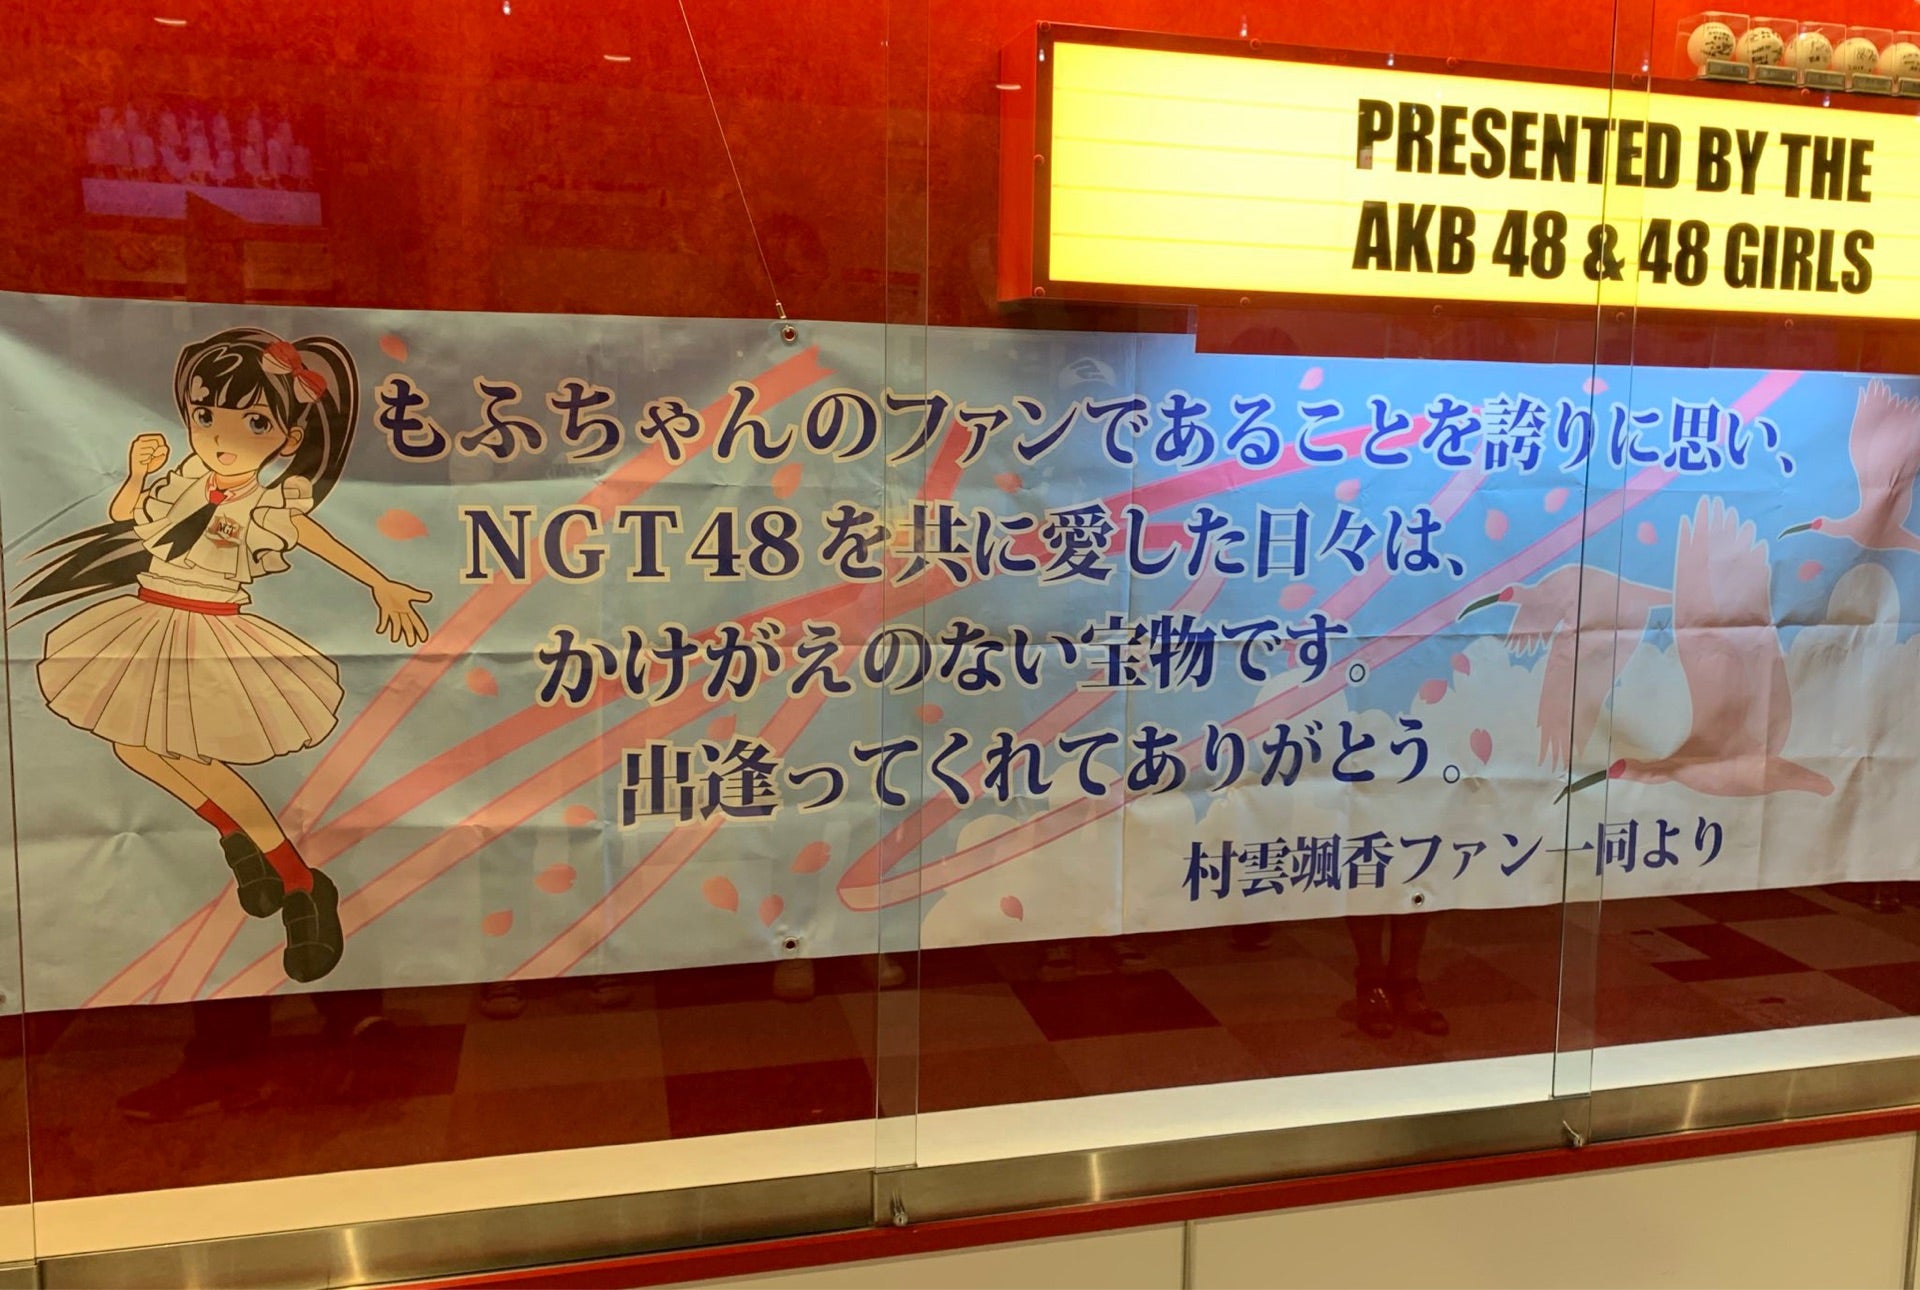 PRESENTED BY THE
AKB 48 & 48 GIRLS
もふちゃんのファンであることを誇りに思い、
NGT48を共に愛した日々は、
かけがえのない宝物です。
出逢ってくれてありがとう。
村雲颯香ファン一同より
NGT